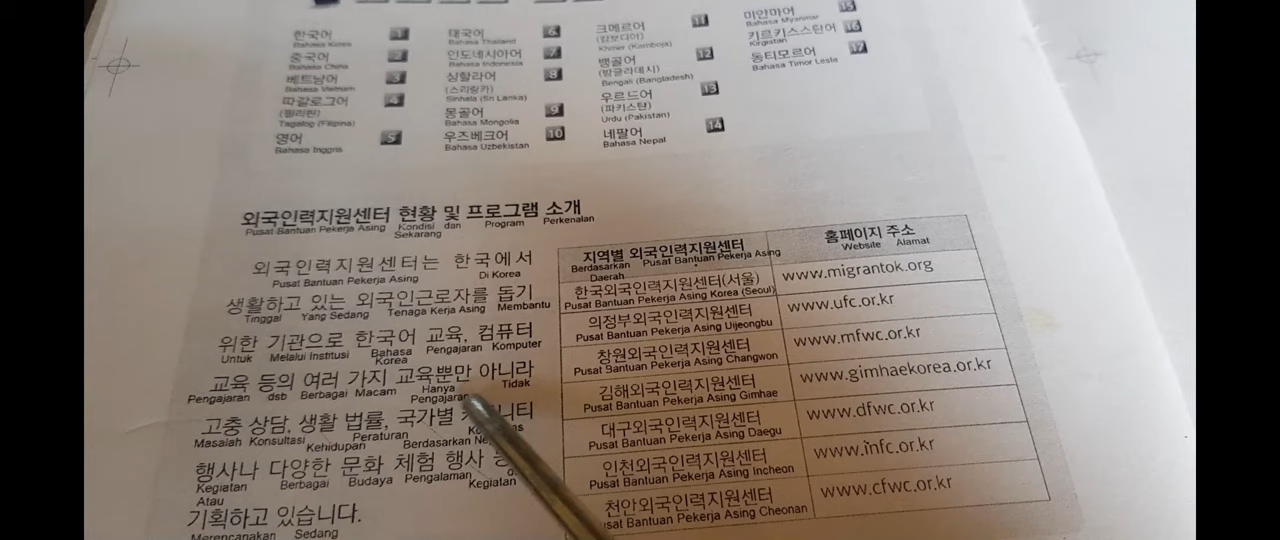 한국어 1
Bahasa Korea
중국어 2
Bahasa China
베트남어 3
Bahasa Vietnam
따갈로그어 4
(필리핀)
Tagalog (Filipina)
영어 5
Bahasa Inggris
태국어 6
Bahasa Thailand
인도네시아어 7
Bahasa Indonesia
싱할라어 8
(스리랑카)
Sinhala (Sri Lanka)
몽골어 9
Bahasa Mongolia
우즈베크어 10
Bahasa Uzbekistan
크메르어 11
(캄보디아)
Khmer (Kamboja)
뱅골어 12
(방글라데시)
Bengali (Bangladesh)
우르드어 13
(파키스탄)
Urdu (Pakistan)
네팔어 14
Bahasa Nepal
미얀마어 15
Bahasa Myanmar
키르키스스탄어 16
Kirgistan
동티모르어 17
Bahasa Timor Leste
외국인력지원센터 현황 및 프로그램 소개
Pusat Bantuan Pekerja Asing Kondisi dan Program Perkenalan
Sekarang
외국인력지원센터는 한국에서
Pusat Bantuan Pekerja Asing Di Korea
생활하고 있는 외국인근로자를 돕기
Tinggal Yang Sedang Tenaga Kerja Asing Membantu
위한 기관으로 한국어 교육, 컴퓨터
Untuk Melalui Institusi Bahasa Pengajaran Komputer
Korea
교육 등의 여러 가지 교육뿐만 아니라
Pengajaran dsb Berbagai Macam Hanya Tidak
Pengajaran
고충 상담, 생활 법률, 국가별
Masalah Konsultasi Peraturan
Kehidupan Berdasarkan
행사나 다양한 문화 체험 행사
Kegiatan Berbagai Budaya Pengalaman
Atau Kegiatan
기획하고 있습니다.
Merencanakan Sedang
지역별 외국인력지원센터 홈페이지 주소
Berdasarkan Pusat Bantuan Pekerja Asing Website Alamat
Daerah
한국외국인력지원센터(서울) www.migrantok.org
Pusat Bantuan Pekerja Asing Korea (Seoul)
의정부외국인력지원센터 www.ufc.or.kr
Pusat Bantuan Pekerja Asing Uijeongbu
창원외국인력지원센터 www.mfwc.or.kr
Pusat Bantuan Pekerja Asing Changwon
김해외국인력지원센터 www.gimhaekorea.or.kr
Pusat Bantuan Pekerja Asing Gimhae
대구외국인력지원센터 www.dfwc.or.kr
Pusat Bantuan Pekerja Asing Daegu
인천외국인력지원센터 www.infc.or.kr
Pusat Bantuan Pekerja Asing Incheon
천안외국인력지원센터 www.cfwc.or.kr
Bantuan Pekerja Asing Cheonan